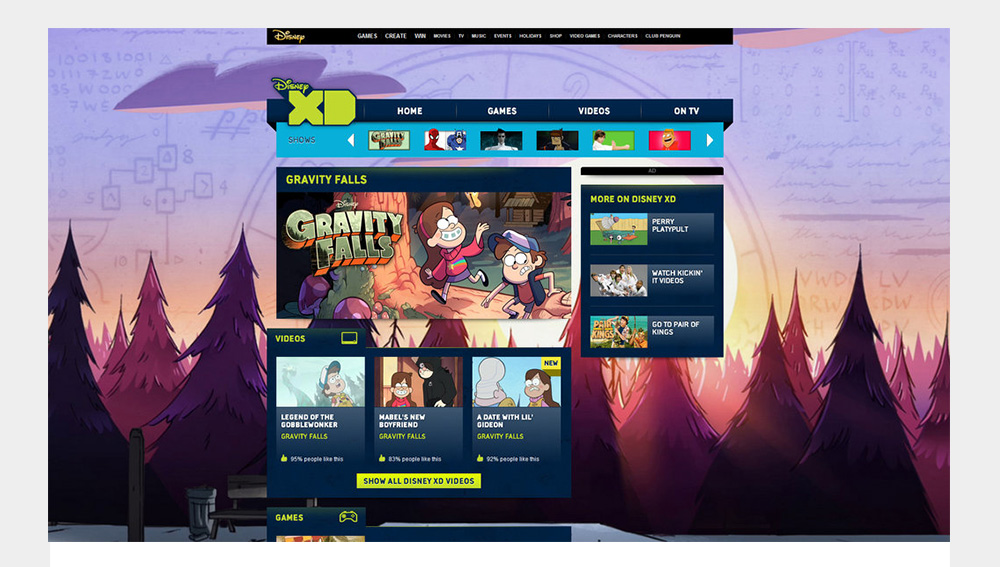 Disney GAMES CREATE WIN MOVIES TV MUSIC EVENTS HOLIDAYS SHOP VIDEO GAMES CHARACTERS CLUB PENGUIN
Disney XD
HOME GAMES VIDEOS ON TV
SHOWS
GRAVITY FALLS
Disney
GRAVITY
FALLS
AD
MORE ON DISNEY XD
PERRY
PLATYPULT
WATCH KICKIN'
IT VIDEOS
PAIR OF
KINGS
GO TO PAIR OF
KINGS
VIDEOS
NEW
LEGEND OF THE
GOBBLEWONKER
GRAVITY FALLS
95% people like this
MABEL'S NEW
BOYFRIEND
GRAVITY FALLS
83% people like this
A DATE WITH LIL'
GIDEON
GRAVITY FALLS
92% people like this
SHOW ALL DISNEY XD VIDEOS
GAMES